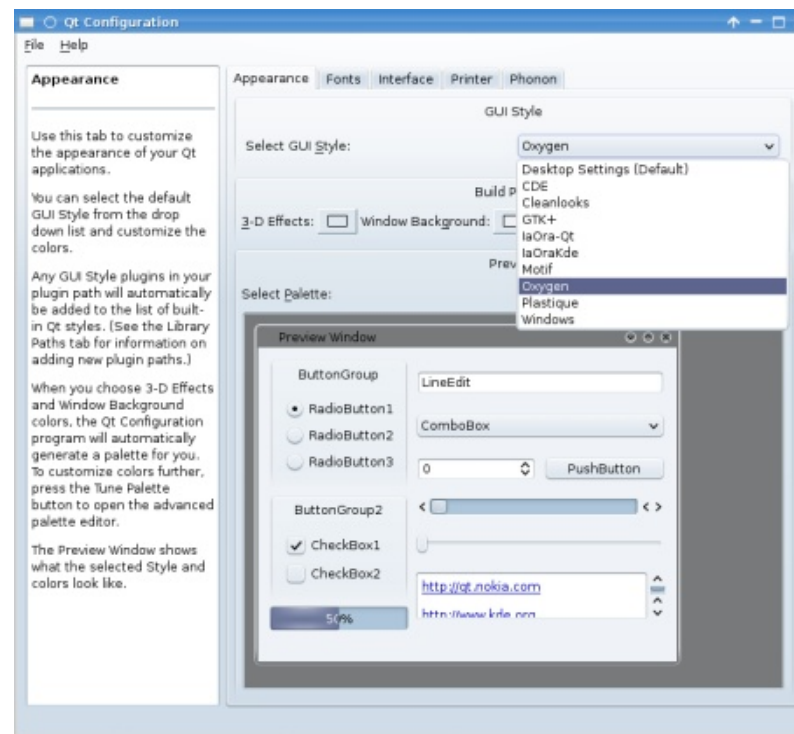 Qt Configuration
File Help
Appearance
Use this tab to customize
the appearance of your Qt
applications.
You can select the default
GUI Style from the drop
down list and customize the
colors.
Any GUI Style plugins in your
plugin path will automatically
be added to the list of built-
in Qt styles. (See the Library
Paths tab for information on
adding new plugin paths.)
When you choose 3-D Effects
and Window Background
colors, the Qt Configuration
program will automatically
generate a palette for you.
To customize colors further,
press the Tune Palette
button to open the advanced
palette editor.
The Preview Window shows
what the selected Style and
colors look like.
Appearance Fonts Interface Printer Phonon
GUI Style
Select GUI Style:
Oxygen
Desktop Settings (Default)
CDE
Cleanlooks
GTK+
IaOra-Qt
IaOraKde
Motif
Oxygen
Plastique
Windows
Build P
3-D Effects: Window Background:
Prev
Select Palette:
Preview Window
ButtonGroup
RadioButton1
RadioButton2
RadioButton3
ButtonGroup2
CheckBox1
CheckBox2
50%
LineEdit
ComboBox
0
PushButton
http://qt.nokia.com
http://www.kde.org